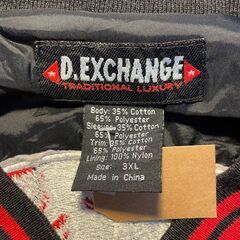 D.EXCHANGE
TRADITIONAL LUXURY
Body: 35% Cotton
65% Polyester
Sleeves: 35% Cotton
65% Polyester
Trim: 35% Cotton
65% Polyester
Lining: 100% Nylon
Size: 3XL
Made in
China